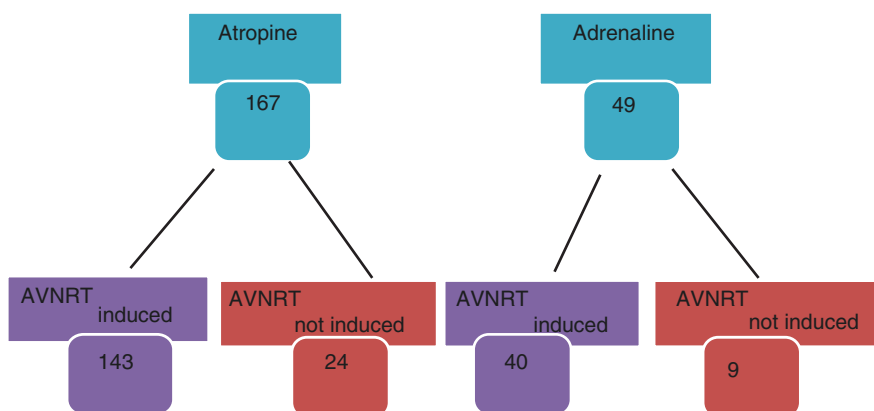 Atropine
Adrenaline
167
49
AVNRT
induced
AVNRT
not induced
AVNRT
induced
AVNRT
not induced
143
24
40
9